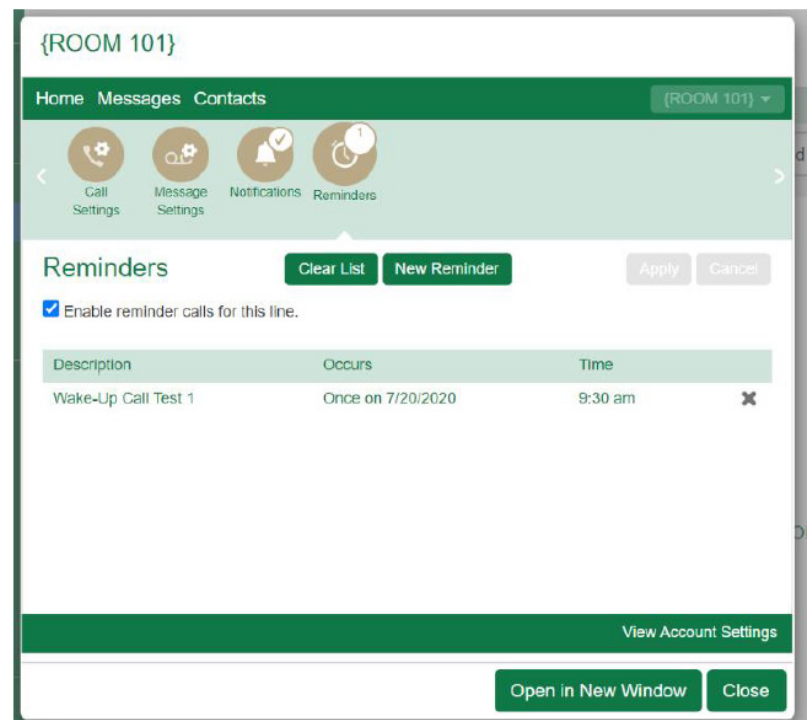 {ROOM 101}
Home Messages Contacts {ROOM 101}
1
Call Settings
Message Settings
Notifications
Reminders
Reminders Clear List New Reminder Apply Cancel
Enable reminder calls for this line.
Description Occurs Time
Wake-Up Call Test 1 Once on 7/20/2020 9:30 am
View Account Settings
Open in New Window Close